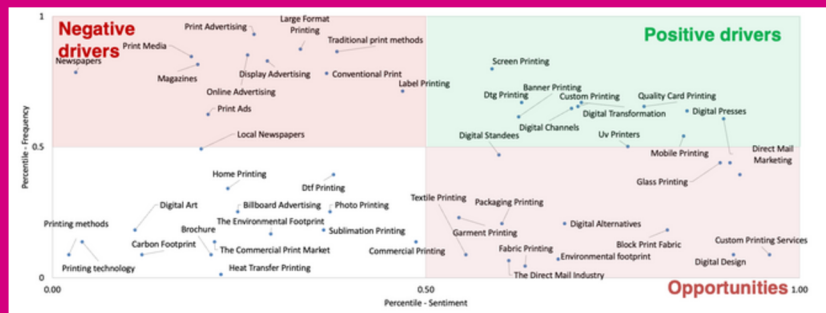 1
Negative
drivers
Positive drivers
Large Format
Printing
Print Advertising
Traditional print methods
Print Media
Newspapers
Magazines
Display Advertising
Conventional Print
Online Advertising
Label Printing
Print Ads
Local Newspapers
Screen Printing
Banner Printing
Dtg Printing
Custom Printing
Quality Card Printing
Digital Transformation
Digital Presses
Digital Channels
Digital Standees
Uv Printers
Mobile Printing
Direct Mail
Marketing
Glass Printing
Percentile - Frequency
0.5
Home Printing
Dtf Printing
Digital Art
Billboard Advertising
Photo Printing
The Environmental Footprint
Printing methods
Brochure
Sublimation Printing
Carbon Footprint
The Commercial Print Market
Commercial Printing
Printing technology
Heat Transfer Printing
Textile Printing
Packaging Printing
Garment Printing
Digital Alternatives
Block Print Fabric
Custom Printing Services
Fabric Printing
Environmental footprint
Digital Design
The Direct Mail Industry
Opportunities
0
0.00
0.50
1.00
Percentile - Sentiment